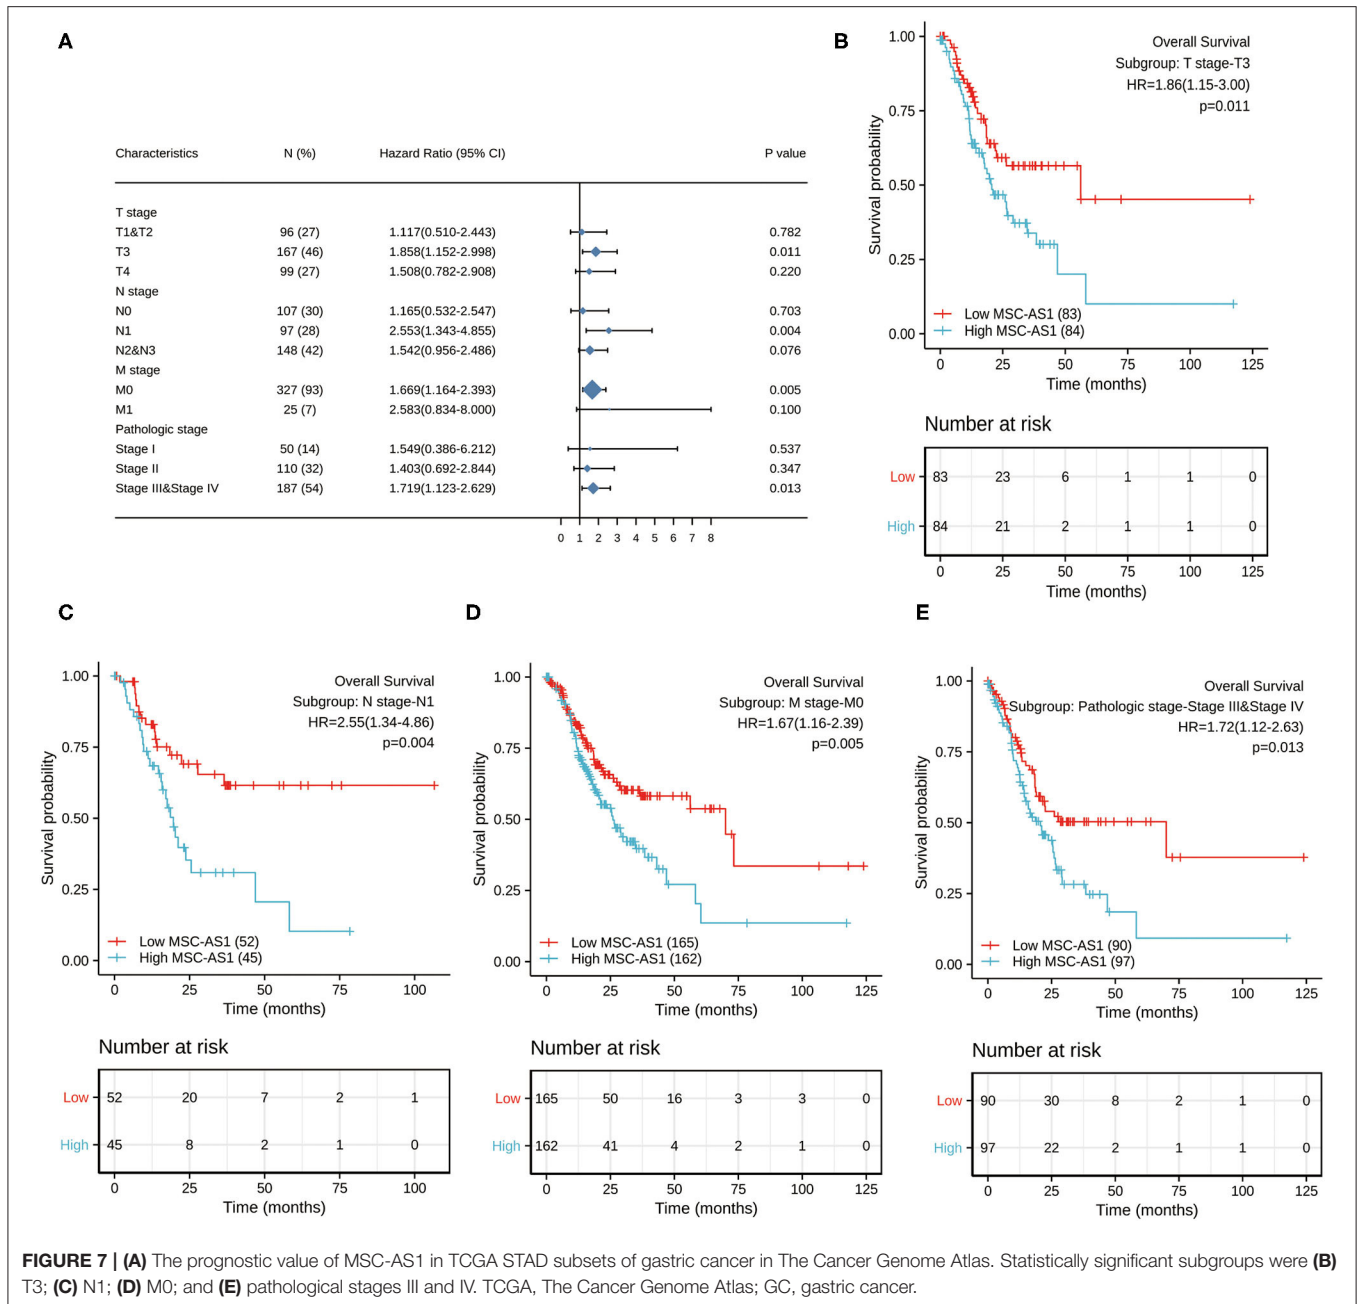 A
Characteristics N (%) Hazard Ratio (95% CI) P value
T stage
T1&T2 96 (27) 1.117(0.510-2.443) 0.782
T3 167 (46) 1.858(1.152-2.998) 0.011
T4 99 (27) 1.508(0.782-2.908) 0.220
N stage
N0 107 (30) 1.165(0.532-2.547) 0.703
N1 97 (28) 2.553(1.343-4.855) 0.004
N2&N3 148 (42) 1.542(0.956-2.486) 0.076
M stage
M0 327 (93) 1.669(1.164-2.393) 0.005
M1 25 (7) 2.583(0.834-8.000) 0.100
Pathologic stage
Stage I 50 (14) 1.549(0.386-6.212) 0.537
Stage II 110 (32) 1.403(0.692-2.844) 0.347
Stage III&Stage IV 187 (54) 1.719(1.123-2.629) 0.013
0 1 2 3 4 5 6 7 8
B
Overall Survival
Subgroup: T stage-T3
HR=1.86(1.15-3.00)
p=0.011
Survival probability
1.00
0.75
0.50
0.25
0.00
Low MSC-AS1 (83)
High MSC-AS1 (84)
0 25 50 75 100 125
Time (months)
Number at risk
Low 83 23 6 1 1 0
High 84 21 2 1 1 0
0 25 50 75 100 125
Time (months)
C
Overall Survival
Subgroup: N stage-N1
HR=2.55(1.34-4.86)
p=0.004
Survival probability
1.00
0.75
0.50
0.25
0.00
Low MSC-AS1 (52)
High MSC-AS1 (45)
0 25 50 75 100
Time (months)
Number at risk
Low 52 20 7 2 1
High 45 8 2 1 0
0 25 50 75 100
Time (months)
D
Overall Survival
Subgroup: M stage-M0
HR=1.67(1.16-2.39)
p=0.005
Survival probability
1.00
0.75
0.50
0.25
0.00
Low MSC-AS1 (165)
High MSC-AS1 (162)
0 25 50 75 100 125
Time (months)
Number at risk
Low 165 50 16 3 3 0
High 162 41 4 2 1 0
0 25 50 75 100 125
Time (months)
E
Overall Survival
Subgroup: Pathologic stage-Stage III&Stage IV
HR=1.72(1.12-2.63)
p=0.013
Survival probability
1.00
0.75
0.50
0.25
0.00
Low MSC-AS1 (90)
High MSC-AS1 (97)
0 25 50 75 100 125
Time (months)
Number at risk
Low 90 30 8 2 1 0
High 97 22 2 1 1 0
0 25 50 75 100 125
Time (months)
FIGURE 7 | (A) The prognostic value of MSC-AS1 in TCGA STAD subsets of gastric cancer in The Cancer Genome Atlas. Statistically significant subgroups were (B)
T3; (C) N1; (D) M0; and (E) pathological stages III and IV. TCGA, The Cancer Genome Atlas; GC, gastric cancer.